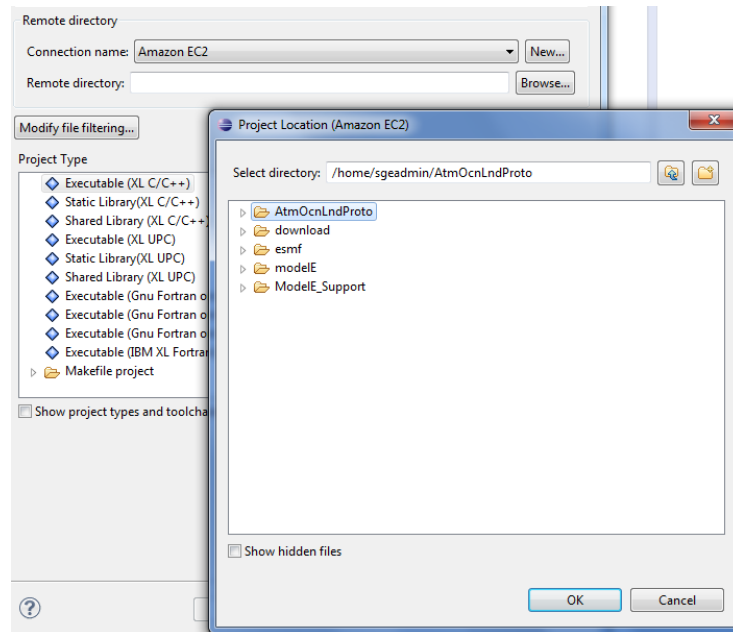 Remote directory
Connection name: Amazon EC2 New...
Remote directory: Browse...
Modify file filtering...
Project Type
Executable (XL C/C++)
Static Library(XL C/C++)
Shared Library (XL C/C++)
Executable (XL UPC)
Static Library(XL UPC)
Shared Library (XL UPC)
Executable (Gnu Fortran o
Executable (Gnu Fortran o
Executable (Gnu Fortran o
Executable (IBM XL Fortran
Makefile project
Show project types and toolcha
?
Project Location (Amazon EC2)
Select directory: /home/sgeadmin/AtmOcnLndProto
AtmOcnLndProto
download
esmf
modelE
ModelE_Support
Show hidden files
OK Cancel